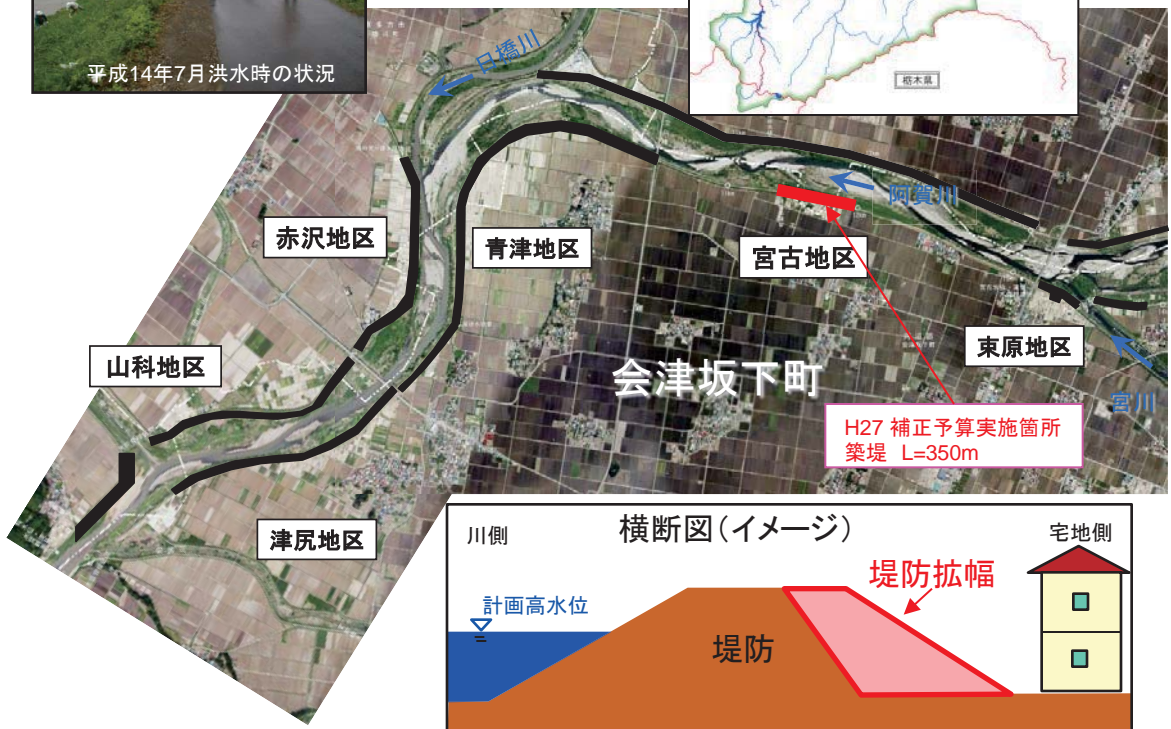 平成14年7月洪水時の状況
栃木県
日橋川
阿賀川
赤沢地区
青津地区
宮古地区
山科地区
会津坂下町
束原地区
宮川
H27 補正予算実施箇所
築堤 L=350m
津尻地区
横断図(イメージ)
川側
宅地側
計画高水位
堤防拡幅
堤防